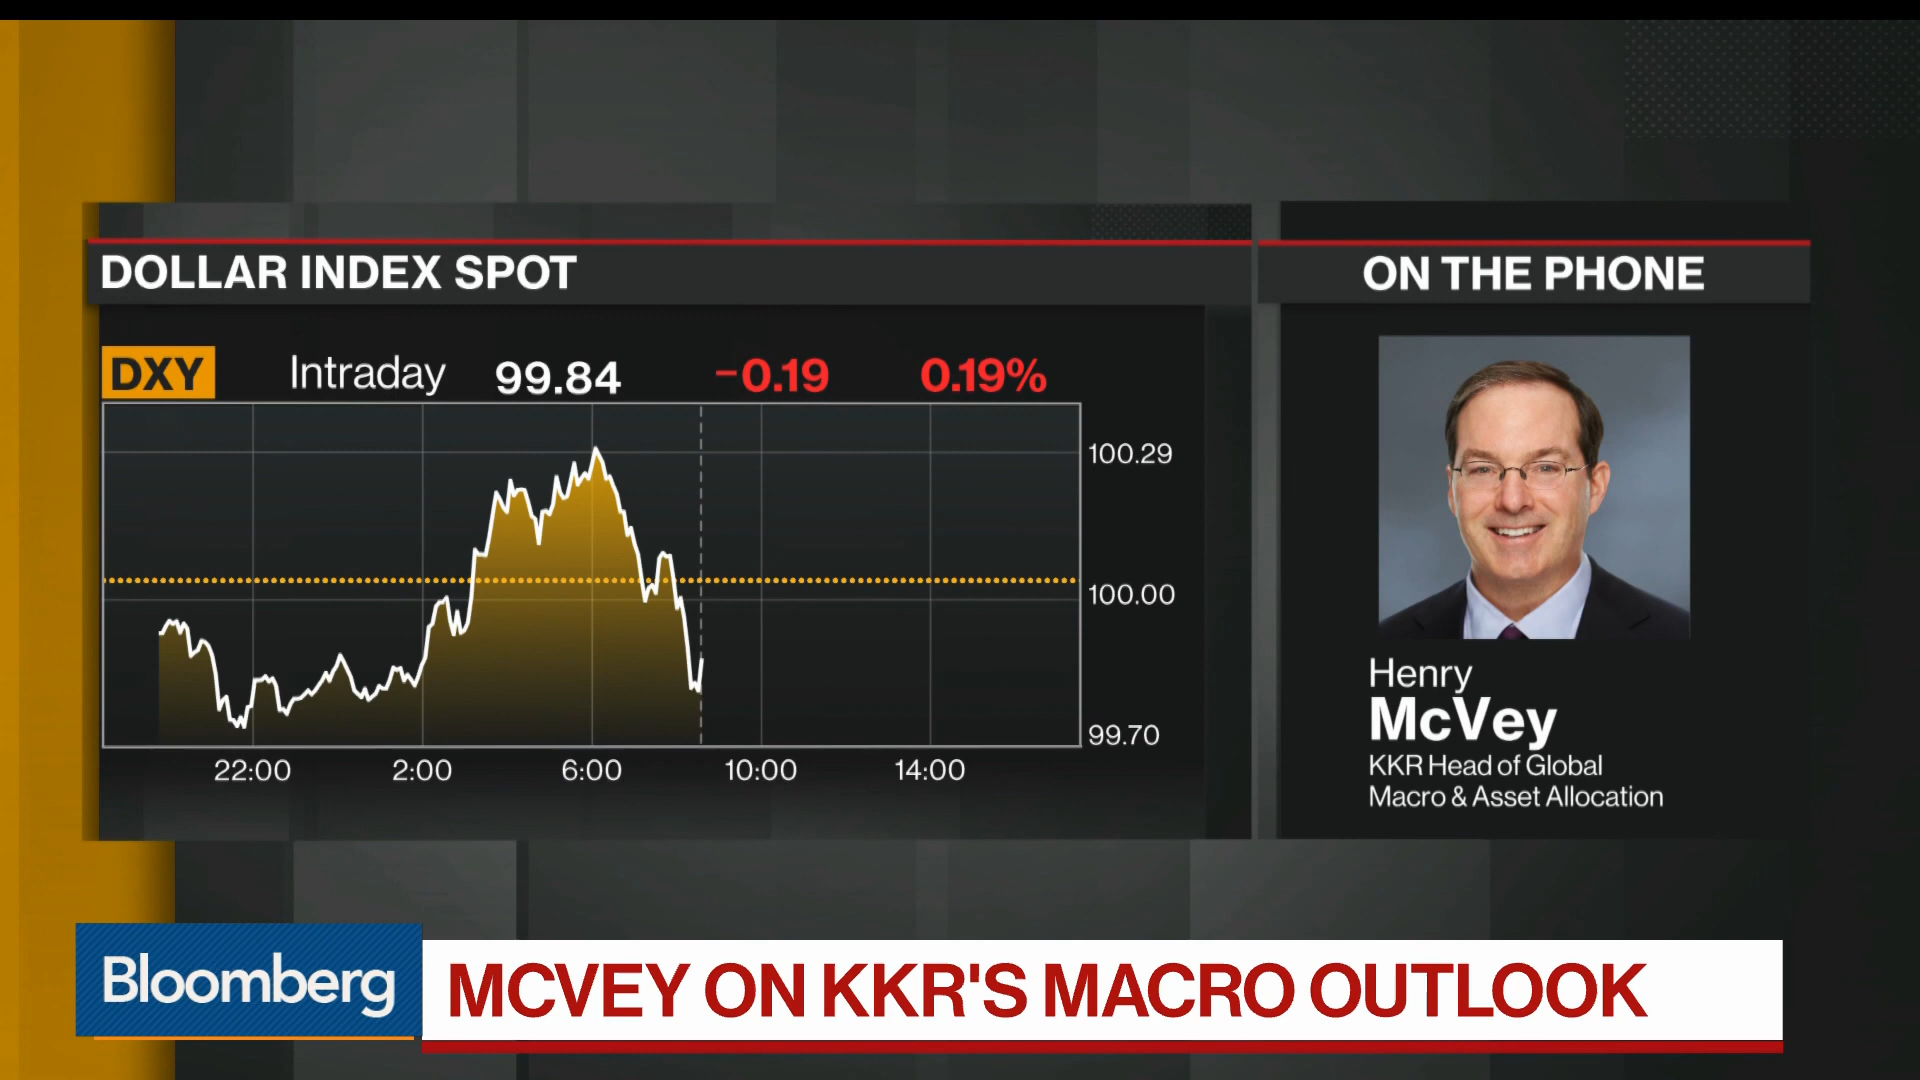 DOLLAR INDEX SPOT
DXY Intraday 99.84 -0.19 0.19%
100.29
100.00
99.70
22:00 2:00 6:00 10:00 14:00
ON THE PHONE
Henry
McVey
KKR Head of Global
Macro & Asset Allocation
Bloomberg
MCVEY ON KKR'S MACRO OUTLOOK